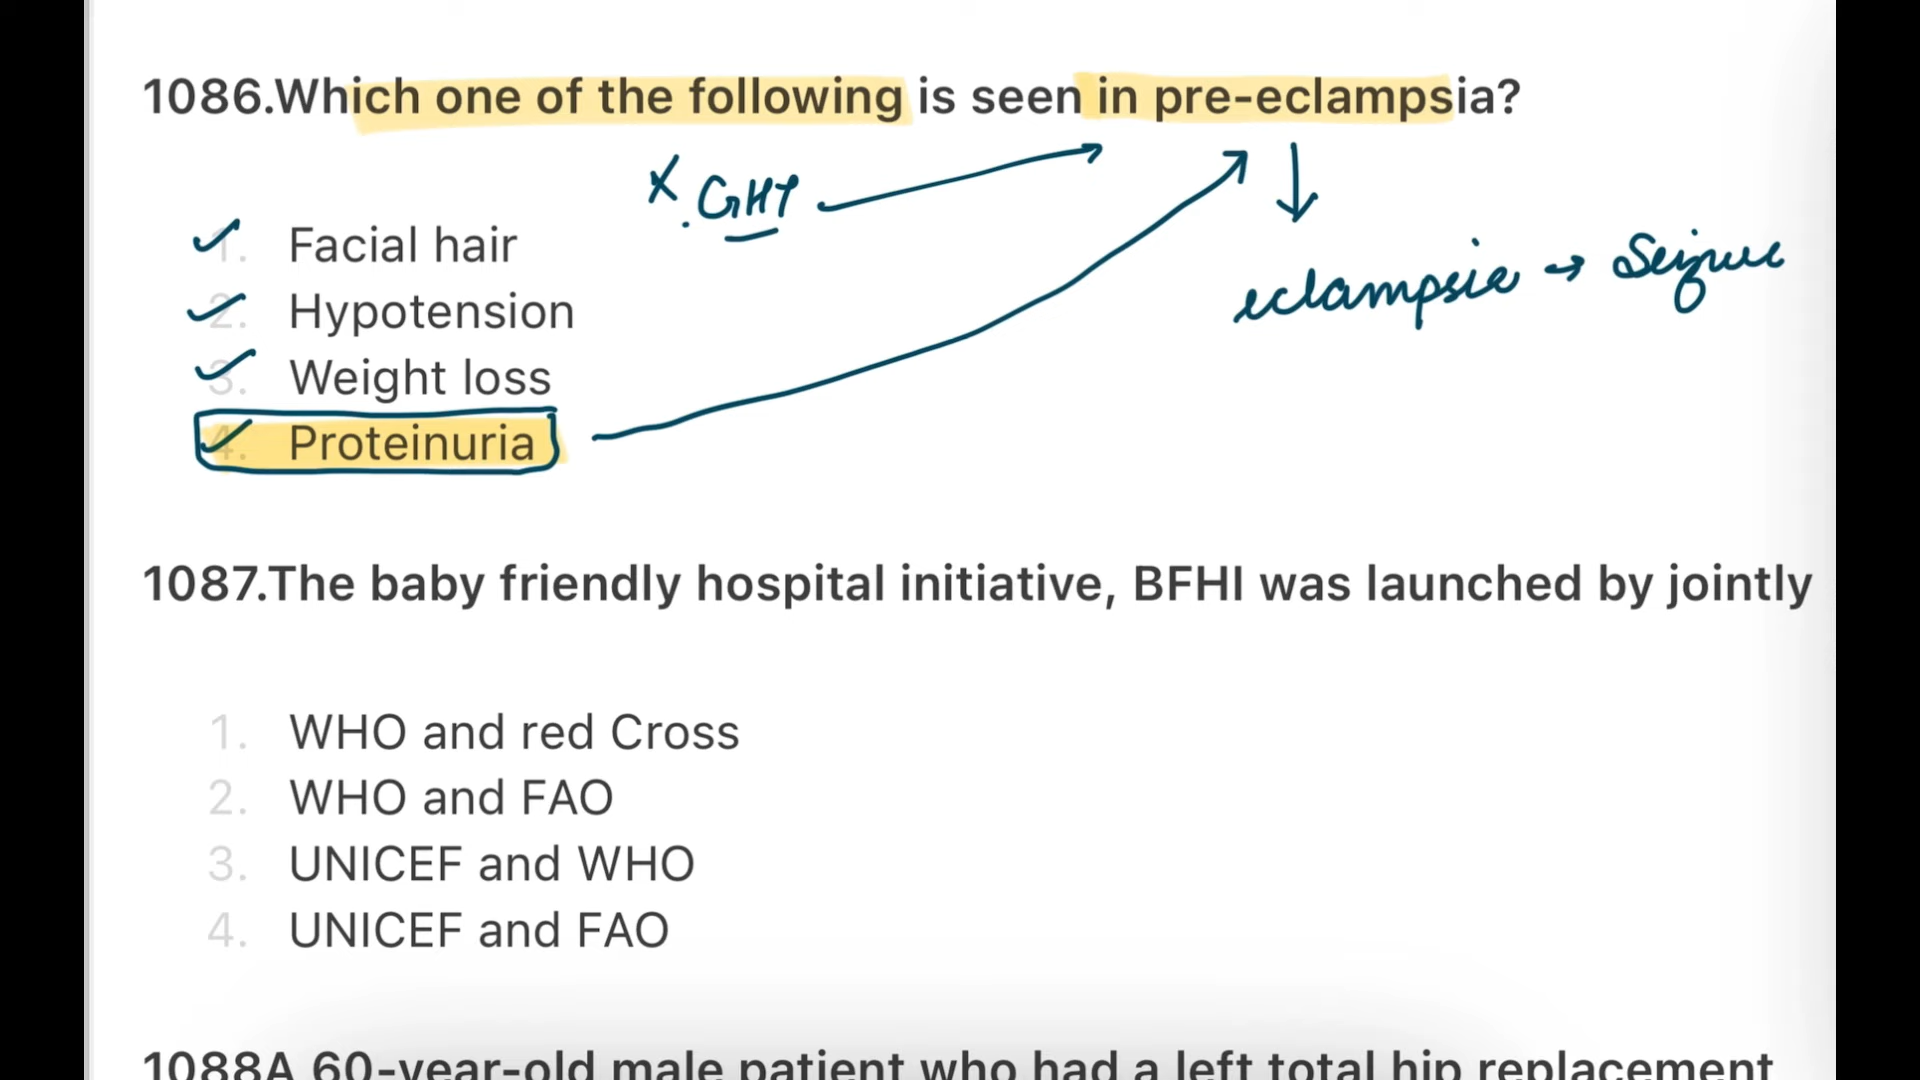 1086.Which one of the following is seen in pre-eclampsia?
x GHT
1. Facial hair
2. Hypotension
3. Weight loss
4. Proteinuria
eclampsia → Seizure
1087.The baby friendly hospital initiative, BFHI was launched by jointly
1. WHO and red Cross
2. WHO and FAO
3. UNICEF and WHO
4. UNICEF and FAO
1088A 60-year-old male patient who had a left total hip replacement